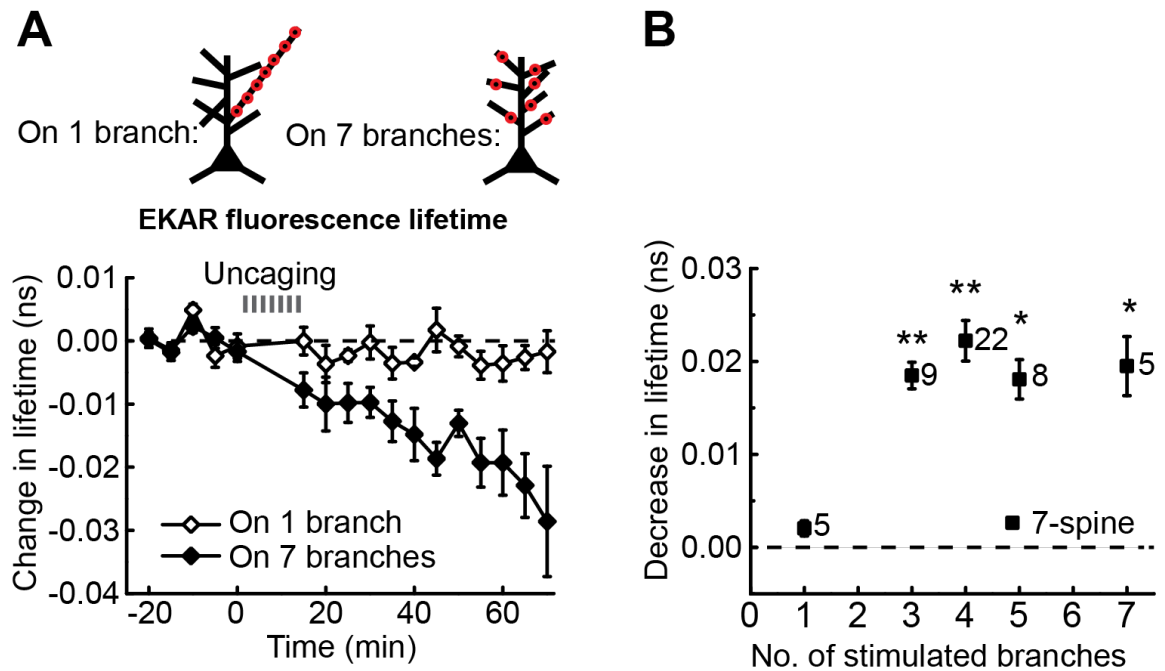 A
B
On 1 branch:
On 7 branches:
EKAR fluorescence lifetime
Change in lifetime (ns)
0.01
0.00
-0.01
-0.02
-0.03
-0.04
Uncaging
On 1 branch
On 7 branches
-20 0 20 40 60
Time (min)
Decrease in lifetime (ns)
0.03
0.02
0.01
0.00
** 9
** 22
* 8
* 5
5
7-spine
0 1 2 3 4 5 6 7
No. of stimulated branches